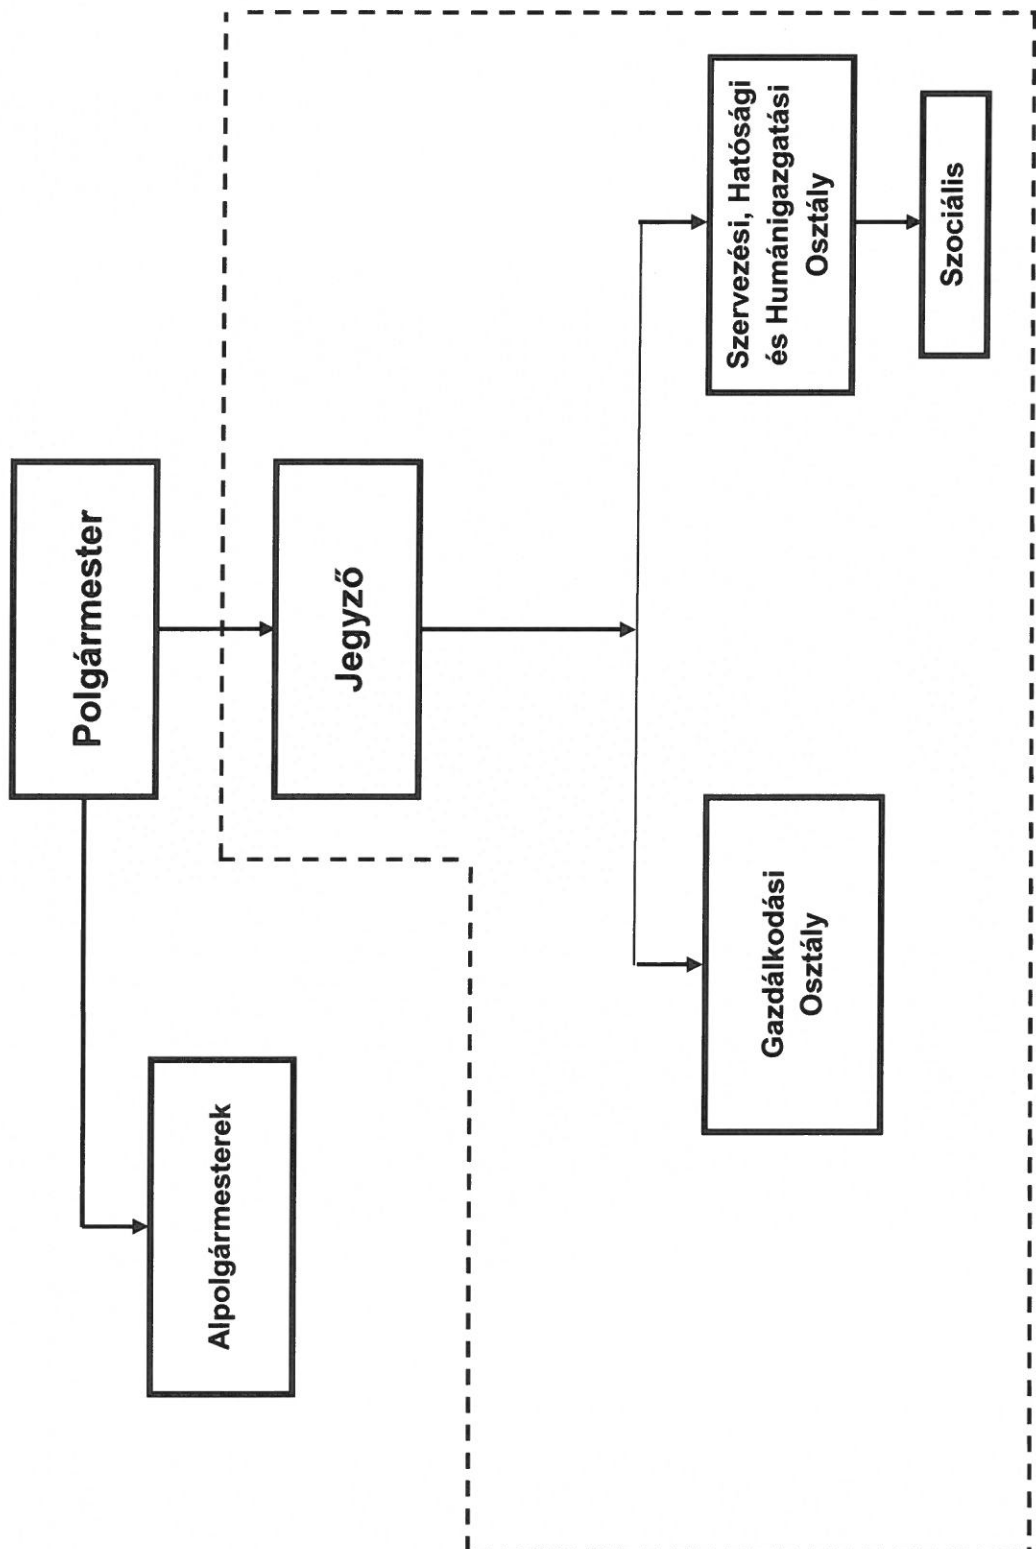 Polgármester
Alpolgármesterek
Jegyző
Gazdálkodási
Osztály
Szervezési, Hatósági
és Humánigazgatási
Osztály
Szociális